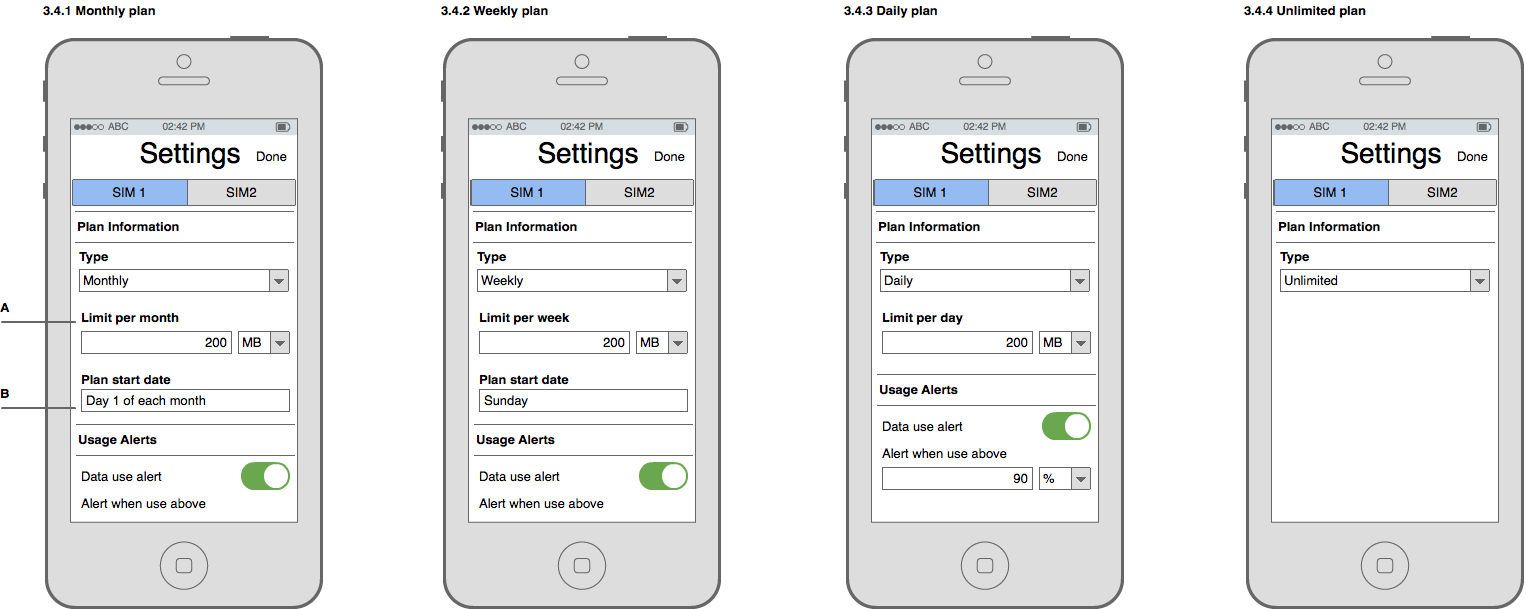 3.4.1 Monthly plan
ABC 02:42 PM
Settings Done
SIM 1 SIM2
Plan Information
Type
Monthly
A
Limit per month
200 MB
Plan start date
B
Day 1 of each month
Usage Alerts
Data use alert
Alert when use above
3.4.2 Weekly plan
ABC 02:42 PM
Settings Done
SIM 1 SIM2
Plan Information
Type
Weekly
Limit per week
200 MB
Plan start date
Sunday
Usage Alerts
Data use alert
Alert when use above
3.4.3 Daily plan
ABC 02:42 PM
Settings Done
SIM 1 SIM2
Plan Information
Type
Daily
Limit per day
200 MB
Usage Alerts
Data use alert
Alert when use above
90 %
3.4.4 Unlimited plan
ABC 02:42 PM
Settings Done
SIM 1 SIM2
Plan Information
Type
Unlimited